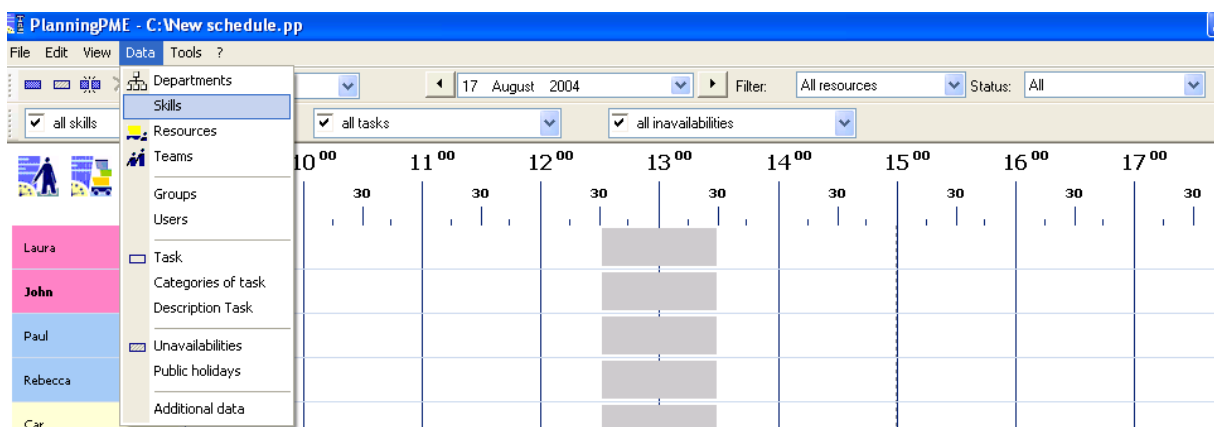 PlanningPME - C:\New schedule.pp
File Edit View Data Tools ?
Departments
17 August 2004
Filter: All resources
Status: All
Skills
all skills
all tasks
all inavailabilities
Resources
Teams
10 00 11 00 12 00 13 00 14 00 15 00 16 00 17 00
Groups
30 30 30 30 30 30 30 30
Users
Laura
Task
John
Categories of task
Description Task
Paul
Unavailabilities
Public holidays
Rebecca
Additional data
Car